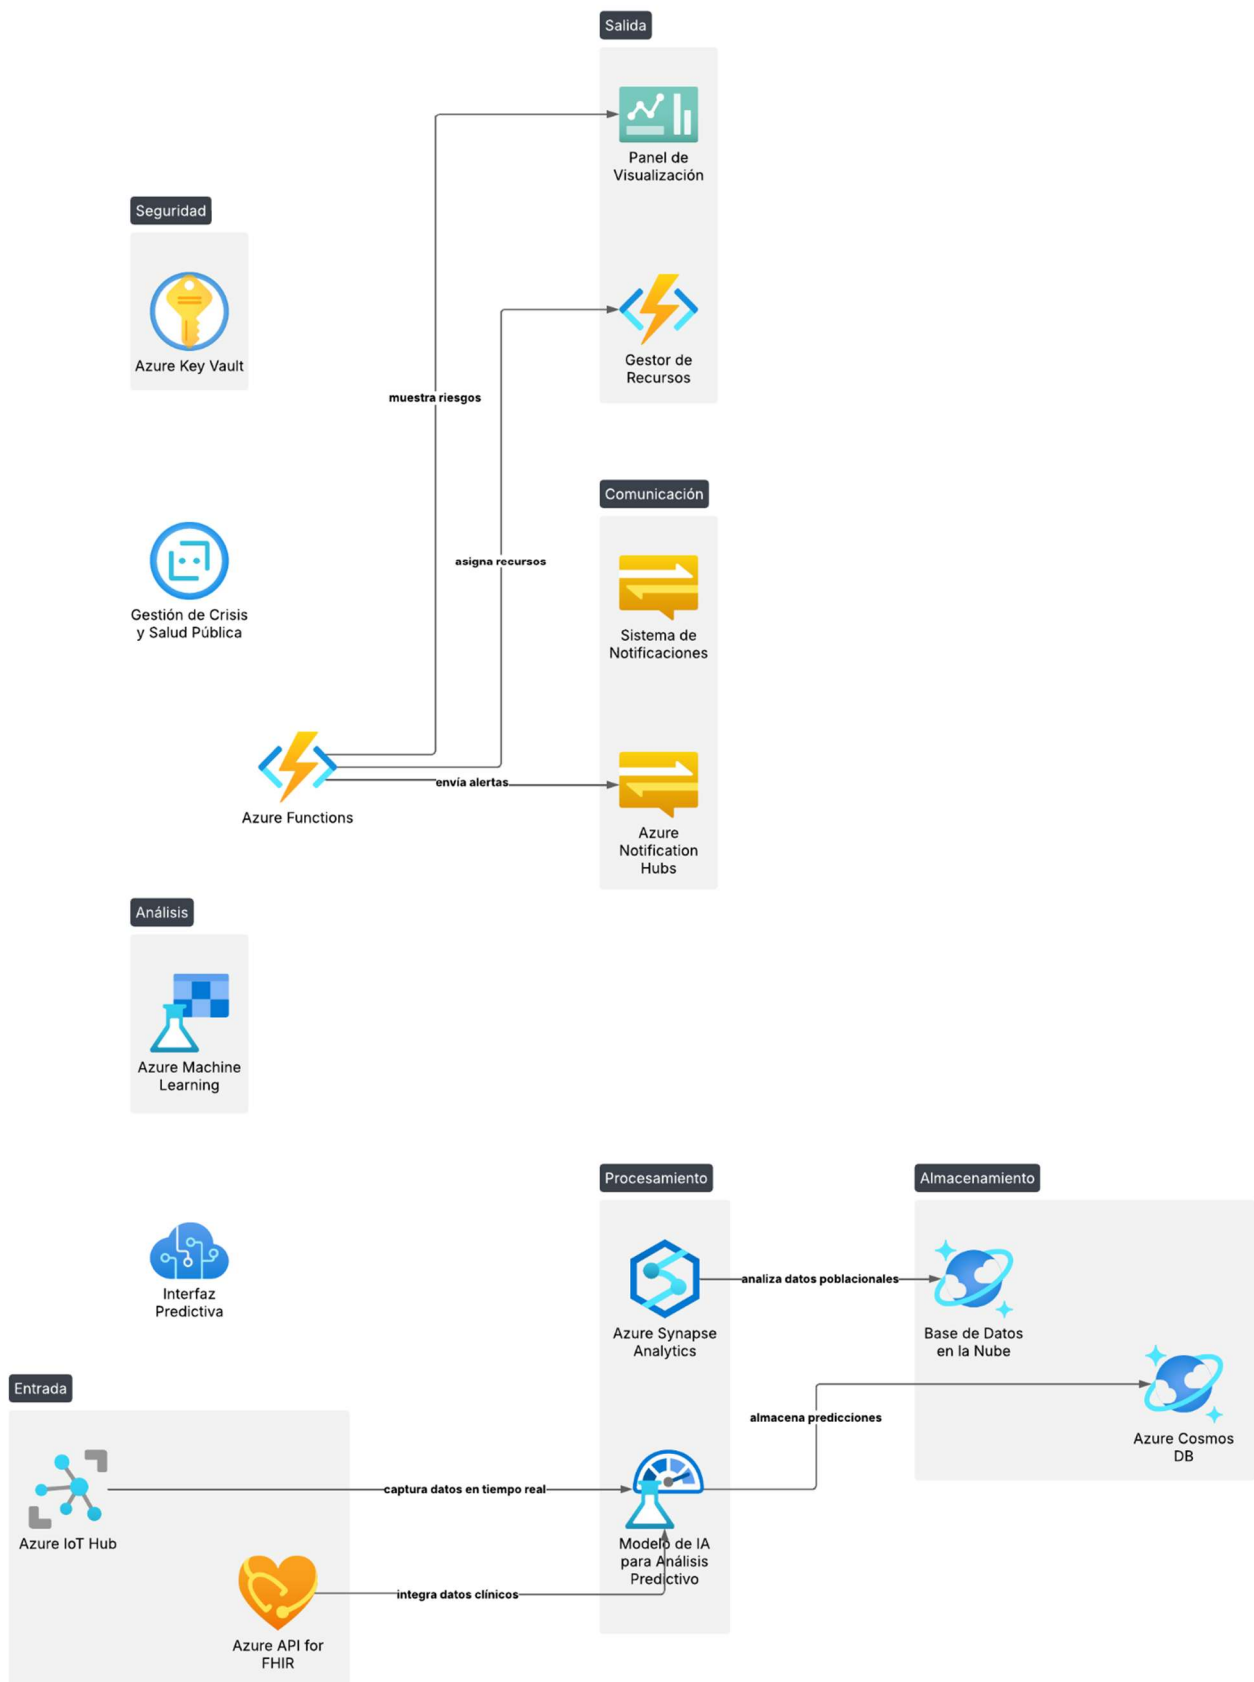 Salida
Panel de
Visualización
Seguridad
Azure Key Vault
Gestor de
Recursos
muestra riesgos
Comunicación
asigna recursos
Gestión de Crisis
y Salud Pública
Sistema de
Notificaciones
Azure Functions
envía alertas
Azure
Notification
Hubs
Análisis
Azure Machine
Learning
Procesamiento
Almacenamiento
Interfaz
Predictiva
Azure Synapse
Analytics
analiza datos poblacionales
Base de Datos
en la Nube
Entrada
almacena predicciones
Azure Cosmos
DB
Azure IoT Hub
captura datos en tiempo real
Modelo de IA
para Análisis
Predictivo
integra datos clínicos
Azure API for
FHIR